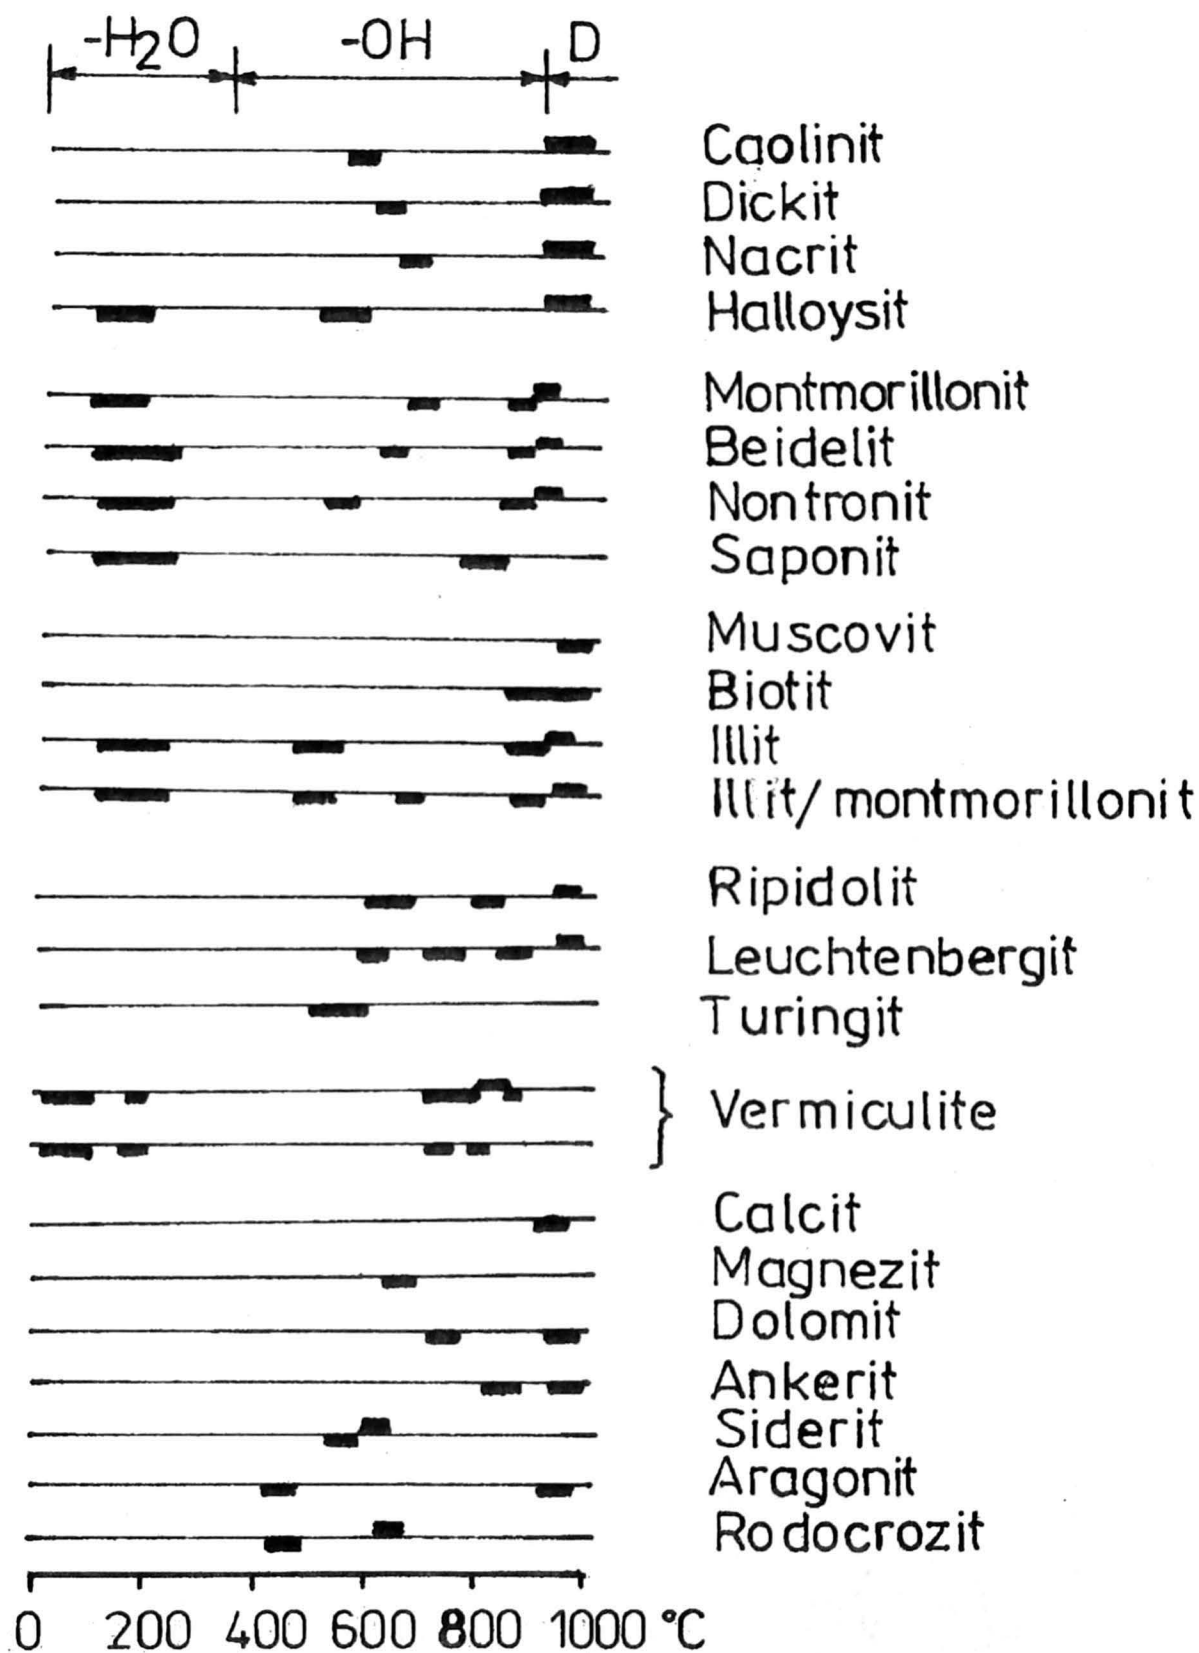 -H2O -OH D
Caolinit
Dickit
Nacrit
Halloysit
Montmorillonit
Beidelit
Nontronit
Saponit
Muscovit
Biotit
Illit
Illit/montmorillonit
Ripidolit
Leuchtenbergit
Turingit
} Vermiculite
Calcit
Magnezit
Dolomit
Ankerit
Siderit
Aragonit
Rodocrozit
0 200 400 600 800 1000 °C